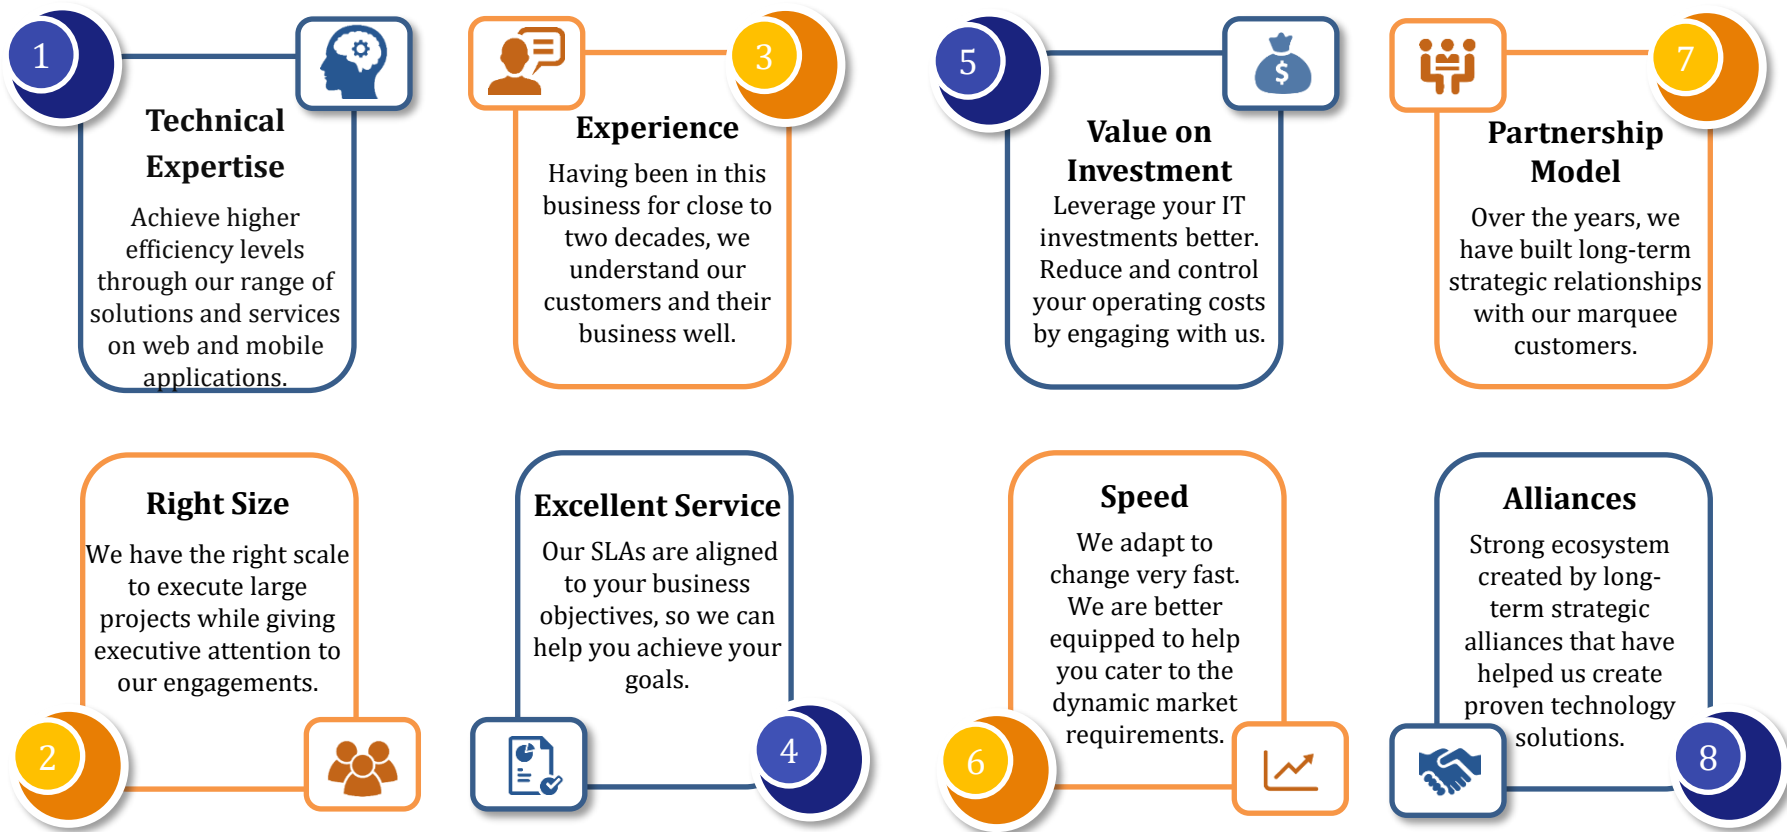 1
Technical
Expertise
Achieve higher
efficiency levels
through our range of
solutions and services
on web and mobile
applications.
2
Right Size
We have the right scale
to execute large
projects while giving
executive attention to
our engagements.
3
Experience
Having been in this
business for close to
two decades, we
understand our
customers and their
business well.
4
Excellent Service
Our SLAs are aligned
to your business
objectives, so we can
help you achieve your
goals.
5
$
Value on
Investment
Leverage your IT
investments better.
Reduce and control
your operating costs
by engaging with us.
6
Speed
We adapt to
change very fast.
We are better
equipped to help
you cater to the
dynamic market
requirements.
7
Partnership
Model
Over the years, we
have built long-term
strategic relationships
with our marquee
customers.
8
Alliances
Strong ecosystem
created by long-
term strategic
alliances that have
helped us create
proven technology
solutions.